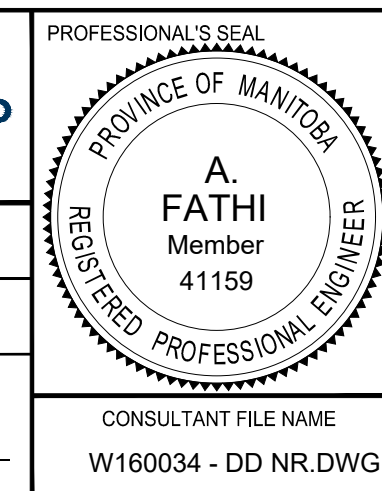 PROFESSIONAL'S SEAL
PROVINCE OF MANITOBA
A.
FATHI
Member
41159
REGISTERED PROFESSIONAL ENGINEER
CONSULTANT FILE NAME
W160034 - DD NR.DWG